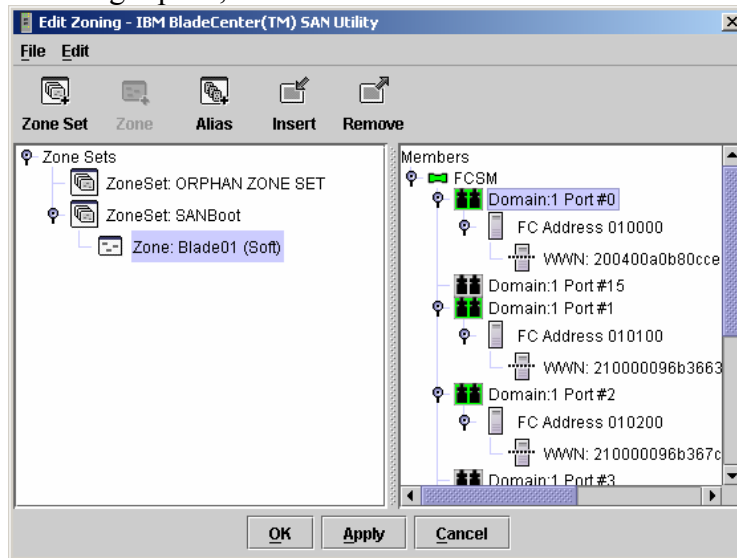 Edit Zoning - IBM BladeCenter(TM) SAN Utility
File Edit
Zone Set Zone Alias Insert Remove
Zone Sets
ZoneSet: ORPHAN ZONE SET
ZoneSet: SANBoot
Zone: Blade01 (Soft)
Members
FCSM
Domain:1 Port#0
FC Address 010000
WWN: 200400a0b80cce
Domain:1 Port#15
Domain:1 Port#1
FC Address 010100
WWN: 210000096b3663
Domain:1 Port#2
FC Address 010200
WWN: 210000096b367c
Domain:1 Port#3
OK Apply Cancel